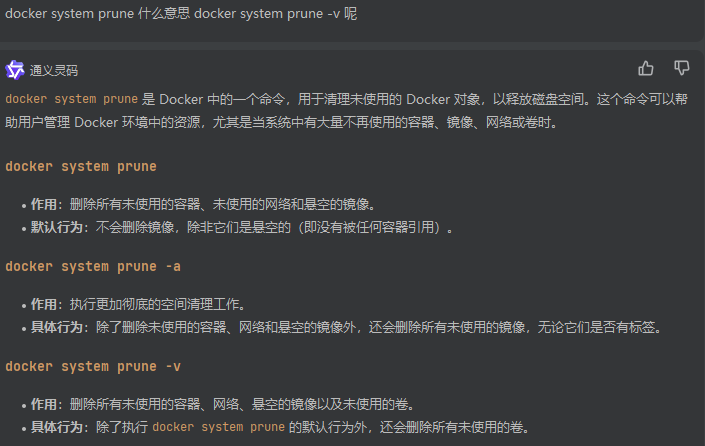 docker system prune 什么意思 docker system prune -v 呢
通义灵码
docker system prune 是 Docker 中的一个命令，用于清理未使用的 Docker 对象，以释放磁盘空间。这个命令可以帮
助用户管理 Docker 环境中的资源，尤其是当系统中有大量不再使用的容器、镜像、网络或卷时。
docker system prune
• 作用：删除所有未使用的容器、未使用的网络和悬空的镜像。
• 默认行为：不会删除镜像，除非它们是悬空的（即没有被任何容器引用）。
docker system prune -a
• 作用：执行更加彻底的空间清理工作。
• 具体行为：除了删除未使用的容器、网络和悬空的镜像外，还会删除所有未使用的镜像，无论它们是否有标签。
docker system prune -v
• 作用：删除所有未使用的容器、网络、悬空的镜像以及未使用的卷。
• 具体行为：除了执行 docker system prune 的默认行为外，还会删除所有未使用的卷。